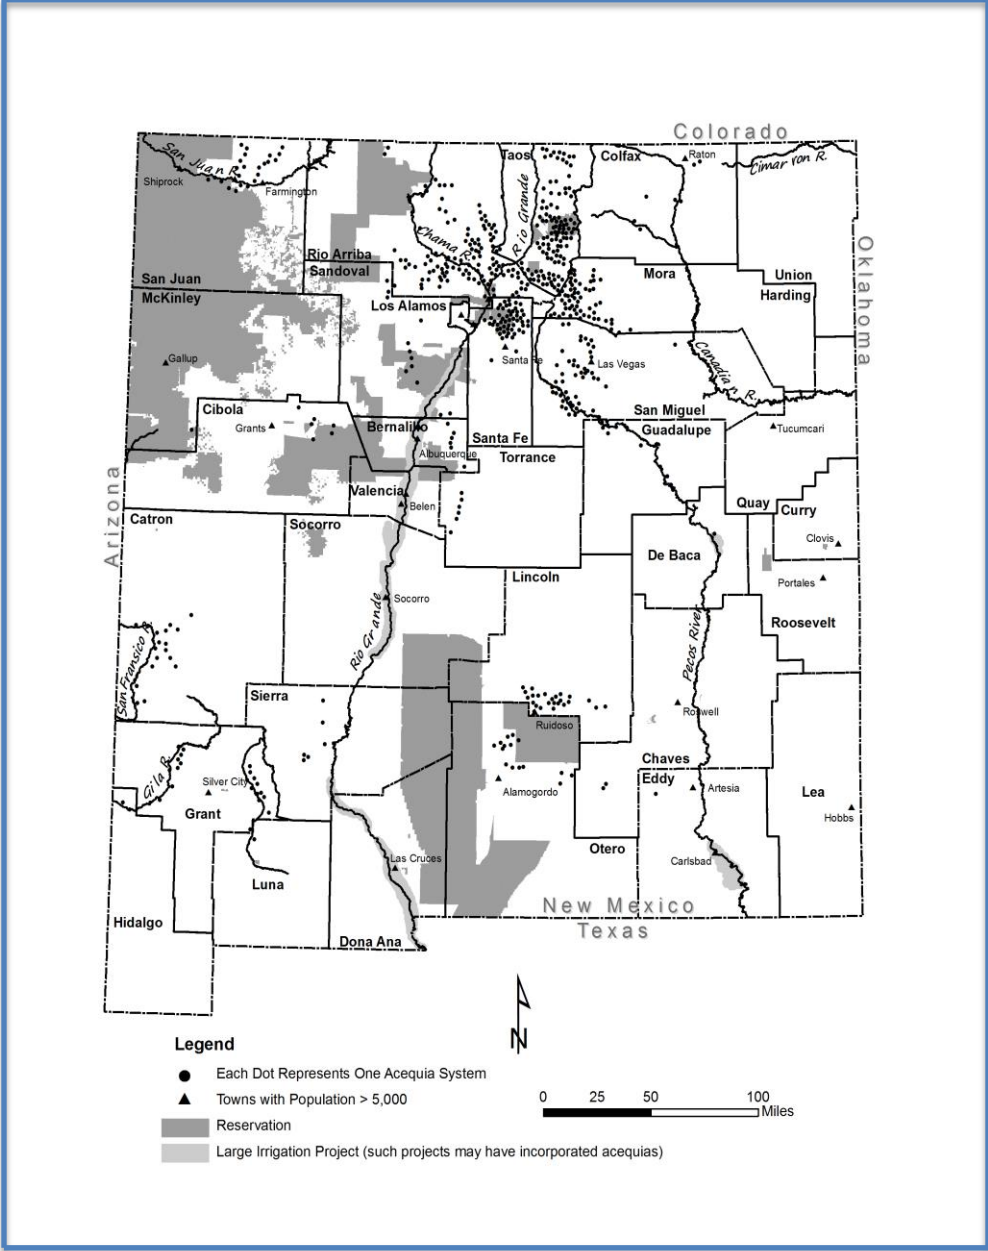 Colorado
San Juan R.
Shiprock
Farmington
Taos
Colfax
Raton
Cimar ron R.
Rio Grande
Chama R.
Rio Arriba
Sandoval
San Juan
McKinley
Mora
Union
Harding
Oklahoma
Los Alamos
Gallup
Santa Fe
Las Vegas
Canadian R.
Cibola
Grants
Bernalillo
Albuquerque
Santa Fe
Torrance
San Miguel
Guadalupe
Tucumcari
Arizona
Valencia
Belen
Quay
Curry
Catron
Socorro
Clovis
De Baca
Lincoln
Portales
Socorro
Rio Grande
Roosevelt
San Fransico R.
Pecos River
Sierra
Ruidoso
Roswell
Gila R.
Silver City
Grant
Alamogordo
Chaves
Eddy
Artesia
Lea
Hobbs
Las Cruces
Otero
Carlsbad
Luna
Hidalgo
Dona Ana
New Mexico
Texas
N
Legend
Each Dot Represents One Acequia System
Towns with Population > 5,000
Reservation
Large Irrigation Project (such projects may have incorporated acequias)
0 25 50 100
Miles